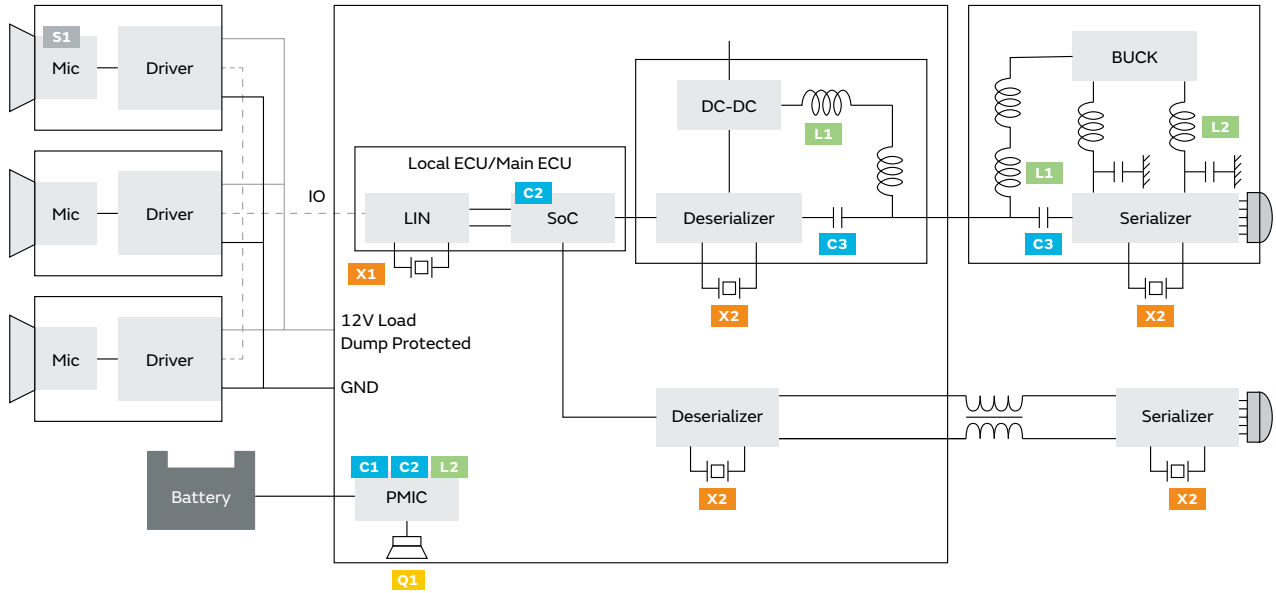 S1
Mic
Driver
BUCK
DC-DC
L1
L2
Local ECU/Main ECU
L1
Mic
Driver
IO
LIN
C2
SoC
Deserializer
C3
C3
Serializer
X1
X2
X2
12V Load
Dump Protected
Mic
Driver
GND
Deserializer
Serializer
C1
C2
L2
Battery
PMIC
X2
X2
Q1